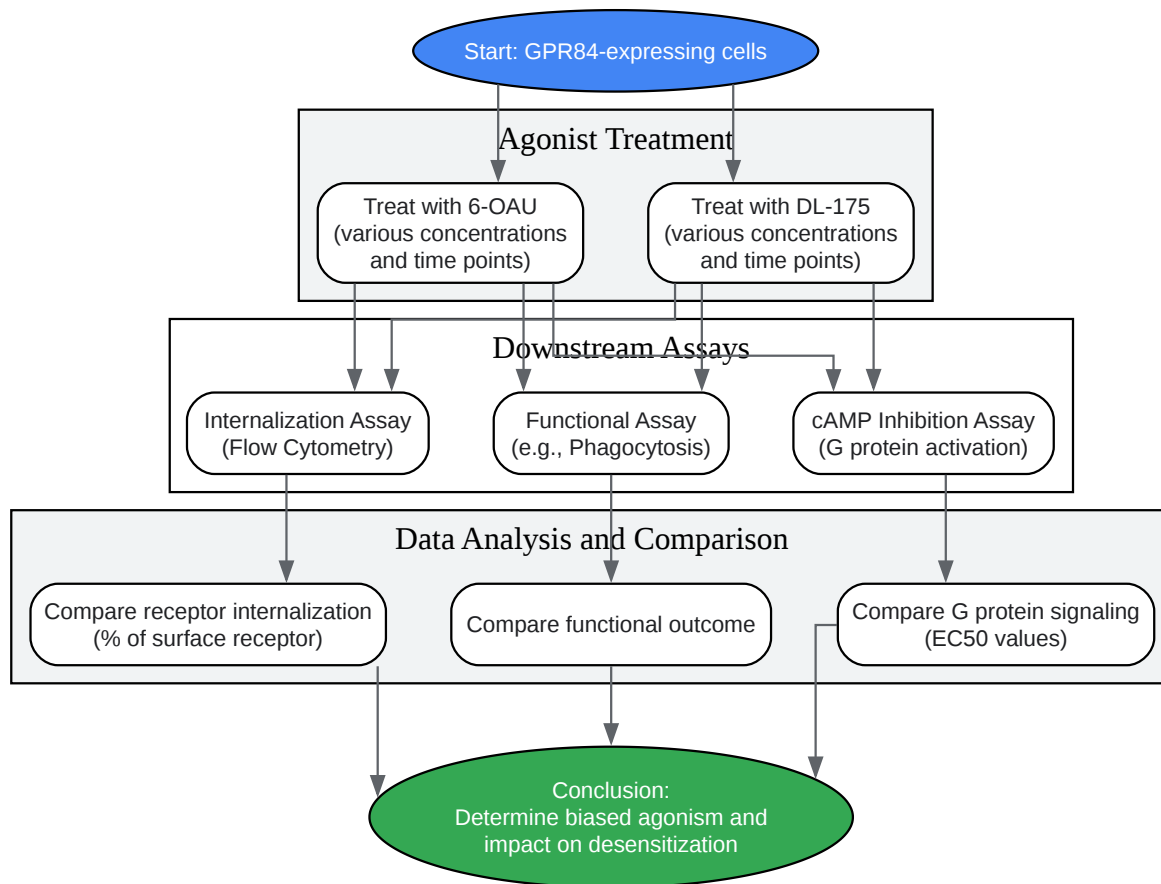 Start: GPR84-expressing cells
Agonist Treatment
Treat with 6-OAU
(various concentrations
and time points)
Treat with DL-175
(various concentrations
and time points)
Downstream Assays
Internalization Assay
(Flow Cytometry)
Functional Assay
(e.g., Phagocytosis)
cAMP Inhibition Assay
(G protein activation)
Data Analysis and Comparison
Compare receptor internalization
(% of surface receptor)
Compare functional outcome
Compare G protein signaling
(EC50 values)
Conclusion:
Determine biased agonism and
impact on desensitization